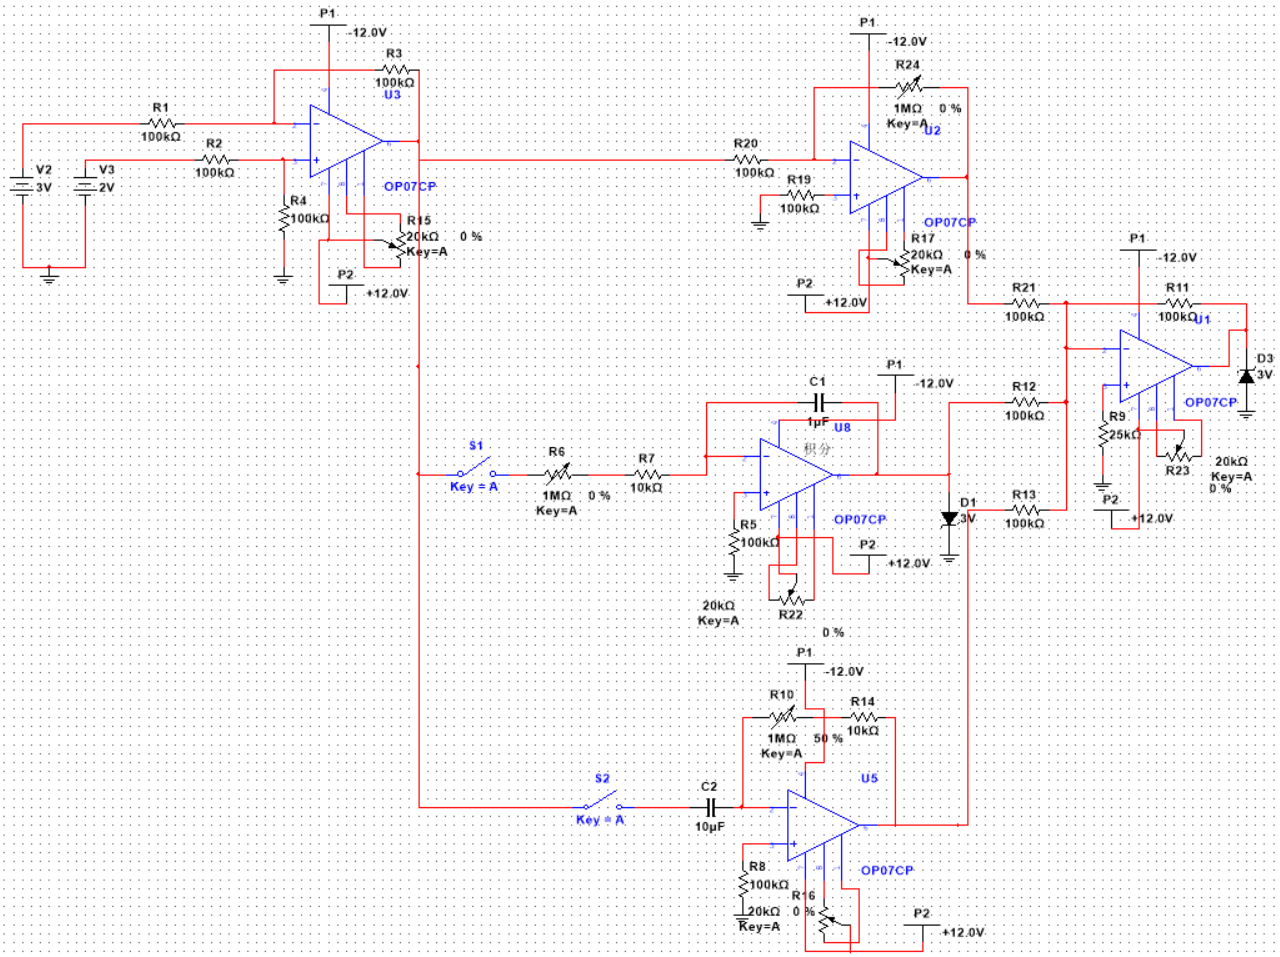 P1
-12.0V
R3
100kΩ
U3
R1
100kΩ
R2
100kΩ
V2
3V
V3
2V
R4
100kΩ
OP07CP
R15
20kΩ 0 %
Key=A
P2
+12.0V
P1
-12.0V
R24
1MΩ 0 %
Key=A
U2
R20
100kΩ
R19
100kΩ
OP07CP
R17
20kΩ 0 %
Key=A
P2
+12.0V
P1
-12.0V
R21
100kΩ
R11
100kΩ
U1
D3
3V
R12
100kΩ
OP07CP
R9
25kΩ
R23
20kΩ
Key=A
0 %
P2
+12.0V
P1
-12.0V
C1
1µF
U8
积分
S1
Key = A
R6
1MΩ 0 %
Key=A
R7
10kΩ
OP07CP
R5
100kΩ
D1
3V
R13
100kΩ
P2
+12.0V
20kΩ
Key=A
R22
0 %
P1
-12.0V
R10
1MΩ 50 %
Key=A
R14
10kΩ
S2
Key = A
C2
10µF
U5
OP07CP
R8
100kΩ
R16
20kΩ 0 %
Key=A
P2
+12.0V